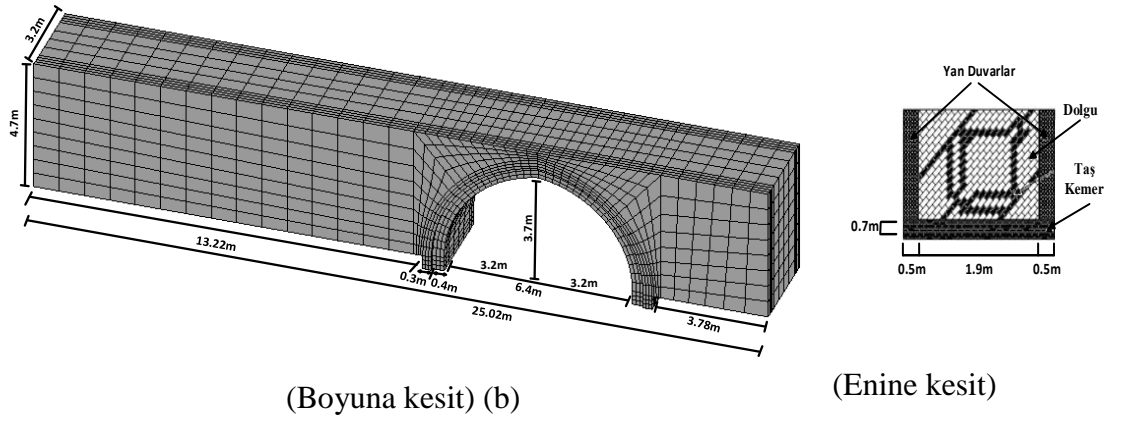 3.2m
4.7m
13.22m
0.3m
0.4m
3.2m
6.4m
3.2m
3.7m
25.02m
3.78m
(Boyuna kesit) (b)
Yan Duvarlar
Dolgu
Taş
Kemer
0.7m
0.5m
1.9m
0.5m
(Enine kesit)